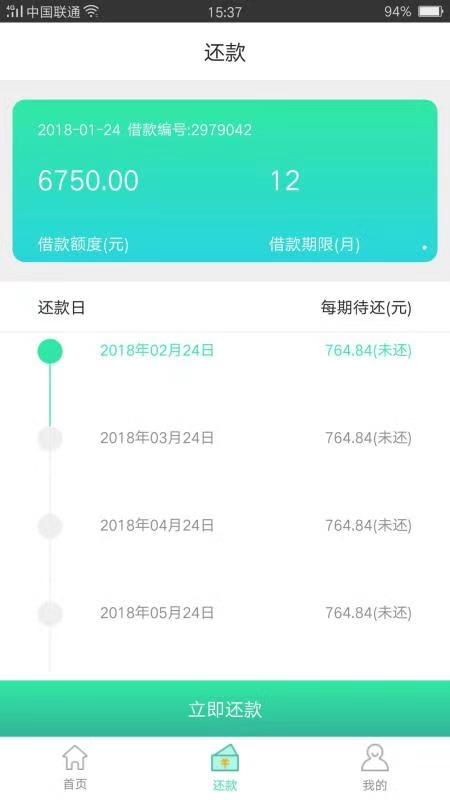 4G 中国联通 15:37 94%
还款
2018-01-24 借款编号:2979042
6750.00 12
借款额度(元) 借款期限(月)
还款日 每期待还(元)
2018年02月24日 764.84(未还)
2018年03月24日 764.84(未还)
2018年04月24日 764.84(未还)
2018年05月24日 764.84(未还)
立即还款
首页 还款 我的